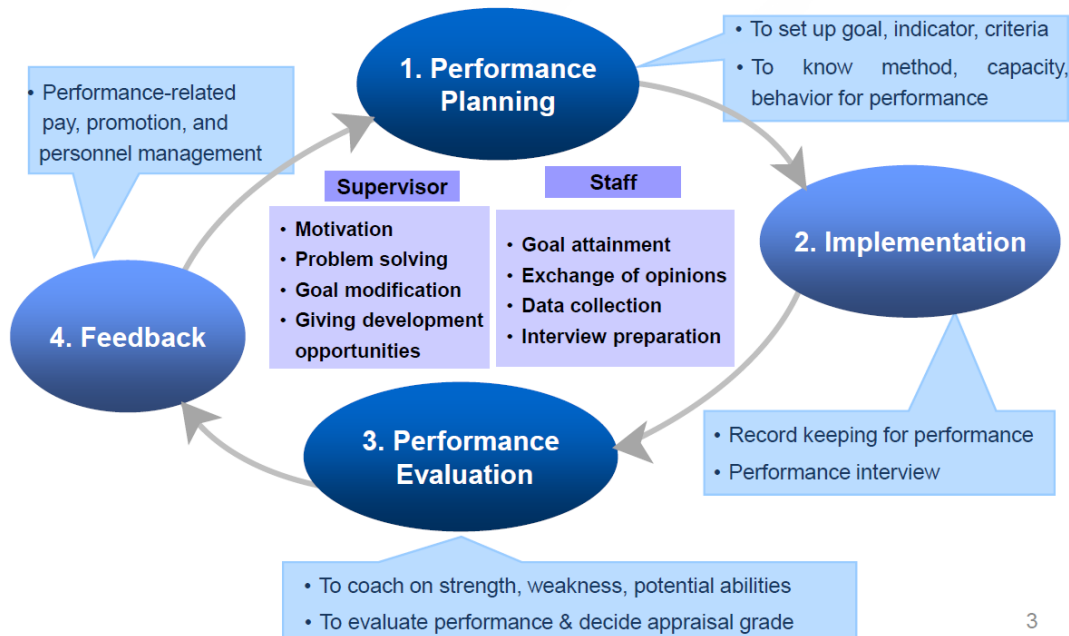 1. Performance
Planning
• To set up goal, indicator, criteria
• To know method, capacity,
behavior for performance
• Performance-related
pay, promotion, and
personnel management
Supervisor
• Motivation
• Problem solving
• Goal modification
• Giving development
opportunities
Staff
• Goal attainment
• Exchange of opinions
• Data collection
• Interview preparation
2. Implementation
4. Feedback
3. Performance
Evaluation
• Record keeping for performance
• Performance interview
• To coach on strength, weakness, potential abilities
• To evaluate performance & decide appraisal grade
3